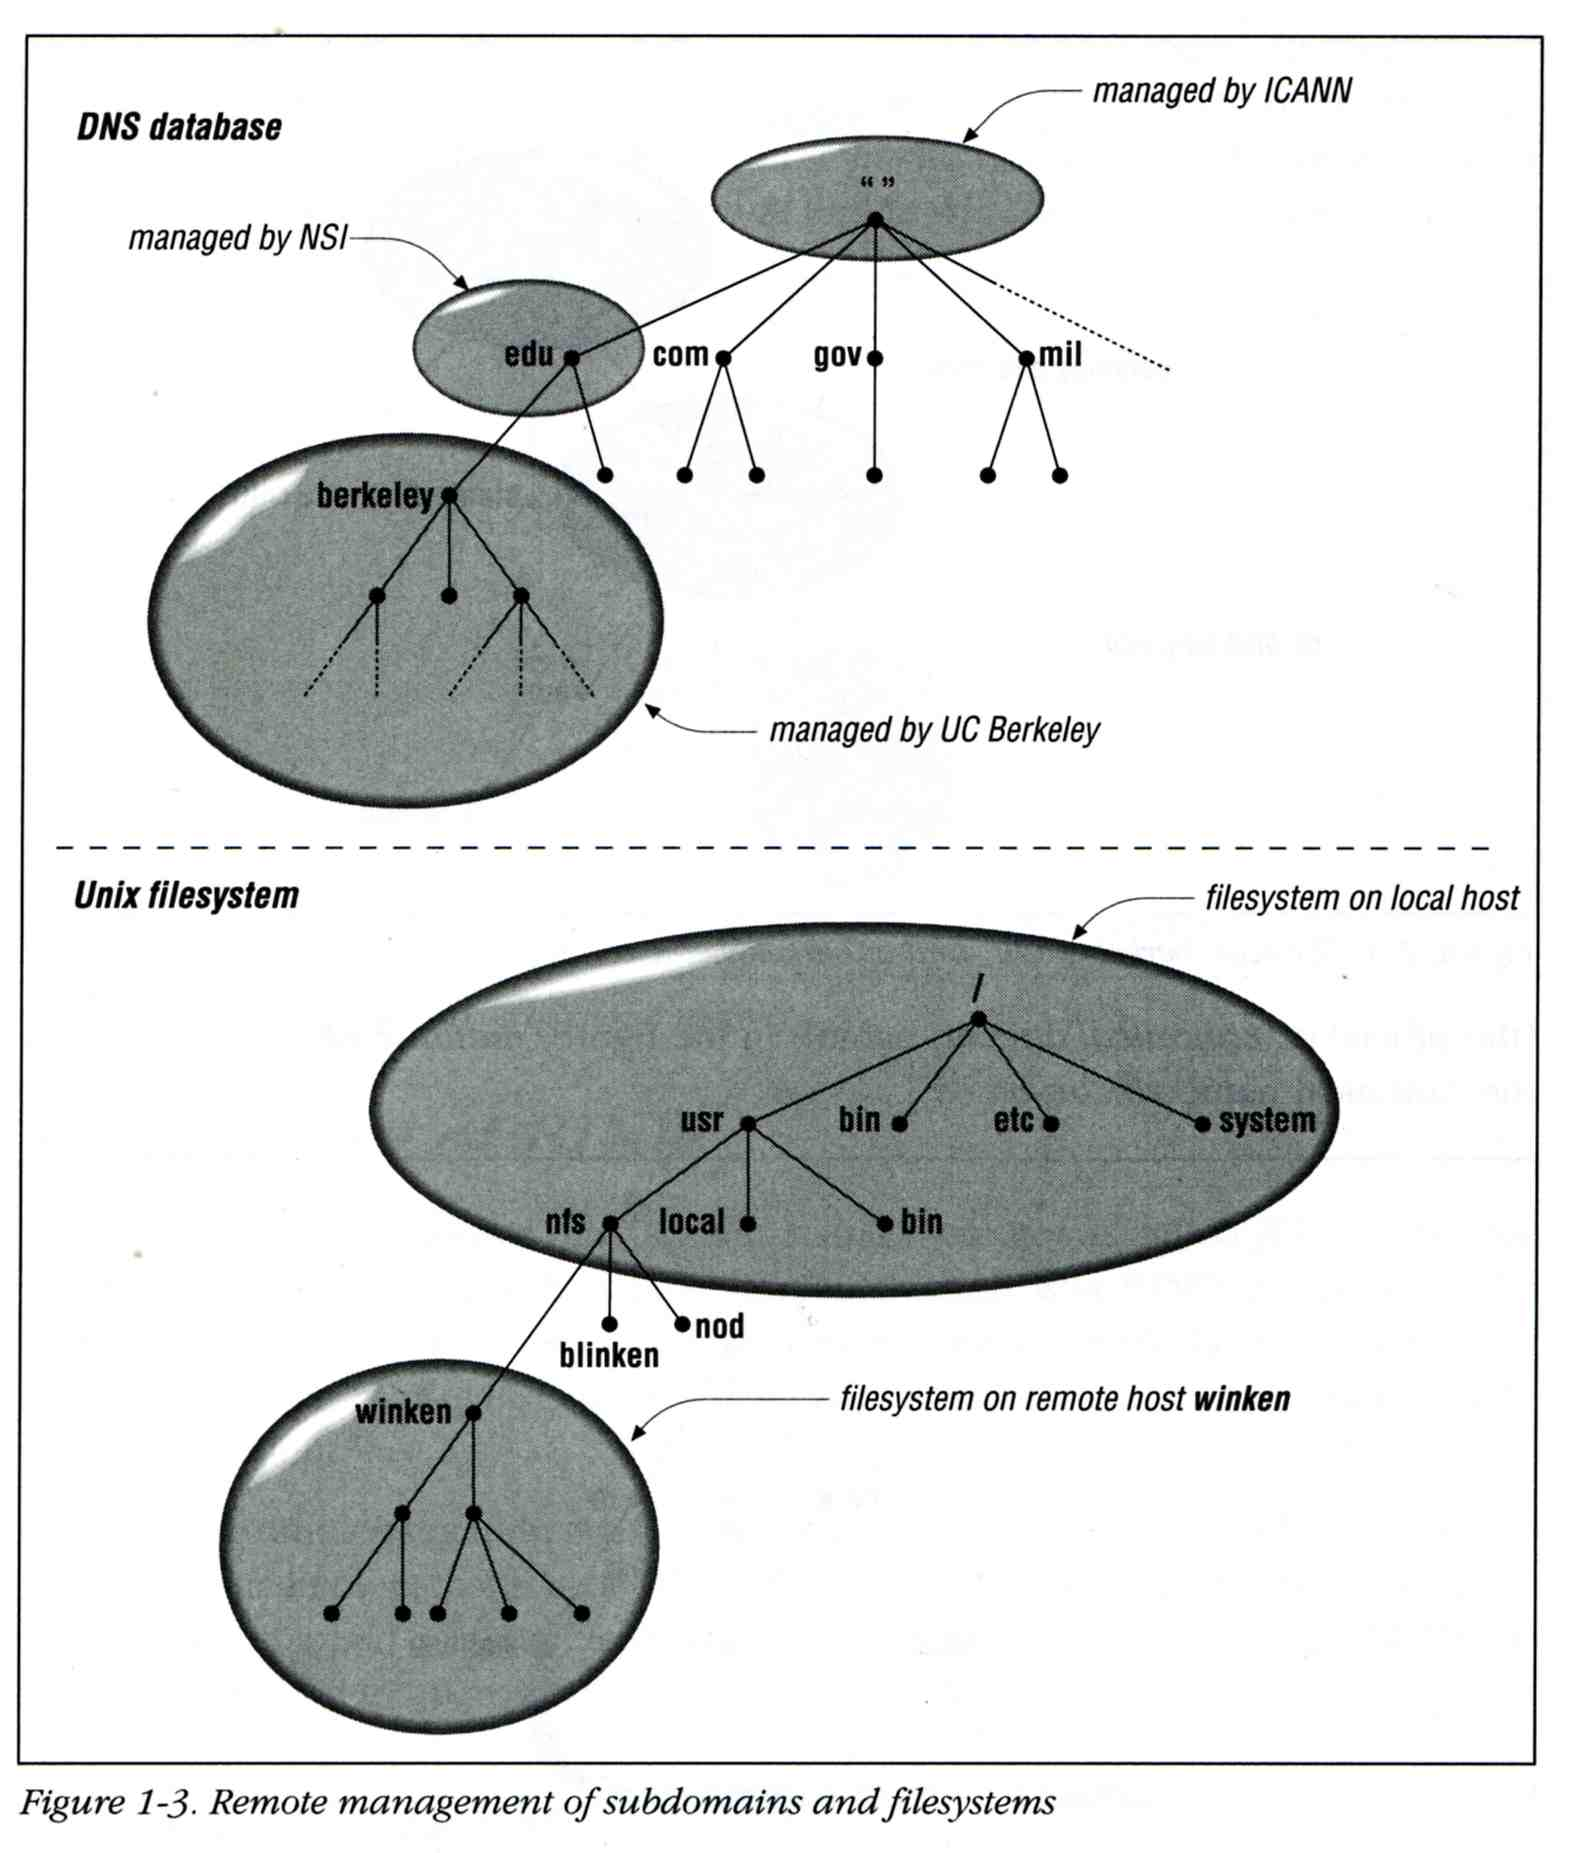 DNS database
managed by ICANN
“ ”
managed by NSI
edu
com
gov
mil
berkeley
managed by UC Berkeley
Unix filesystem
filesystem on local host
/
usr
bin
etc
system
nfs
local
bin
blinken
nod
winken
filesystem on remote host winken
Figure 1-3. Remote management of subdomains and filesystems